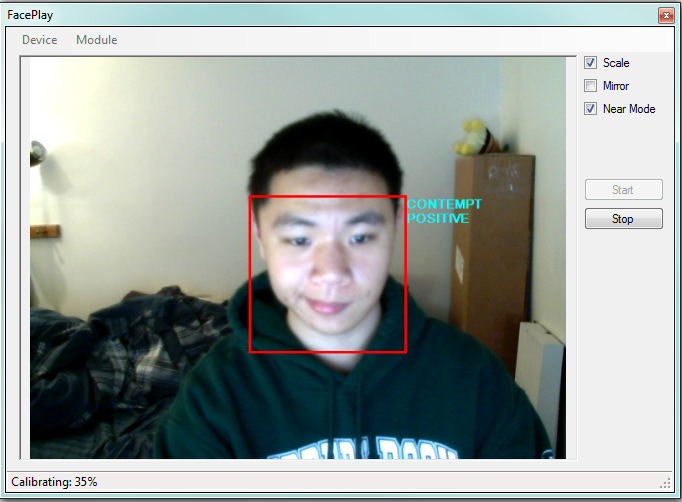 FacePlay
Device Module
Scale
Mirror
Near Mode
CONTEMPT
POSITIVE
Start
Stop
Calibrating: 35%